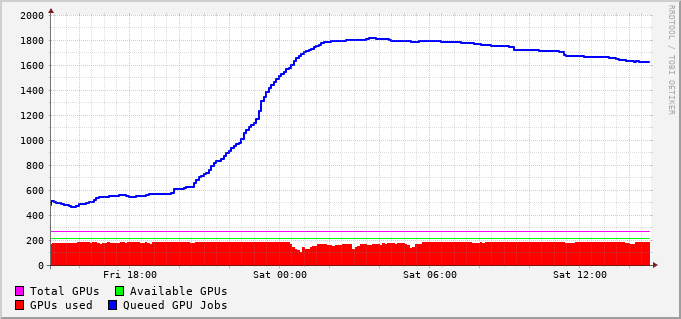 2000
1800
1600
1400
1200
1000
800
600
400
200
0
Fri 18:00 Sat 00:00 Sat 06:00 Sat 12:00
Total GPUs Available GPUs
GPUs used Queued GPU Jobs
RRDTOOL / TOBI OETIKER